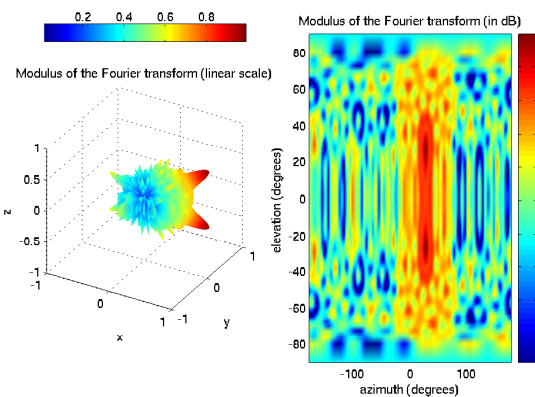 0.2 0.4 0.6 0.8
Modulus of the Fourier transform (linear scale)
1
0.5
0
-0.5
-1
z
-1
0
1
x
-1
0
1
y
Modulus of the Fourier transform (in dB)
80
60
40
20
0
-20
-40
-60
-80
elevation (degrees)
-100 0 100
azimuth (degrees)